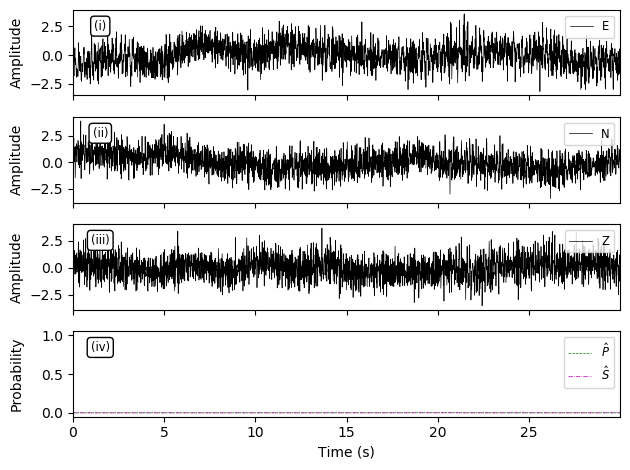 (i)
E
Amplitude
2.5
0.0
−2.5
(ii)
N
Amplitude
2.5
0.0
−2.5
(iii)
Z
Amplitude
2.5
0.0
−2.5
(iv)
P̂
Ŝ
Probability
1.0
0.5
0.0
0 5 10 15 20 25
Time (s)